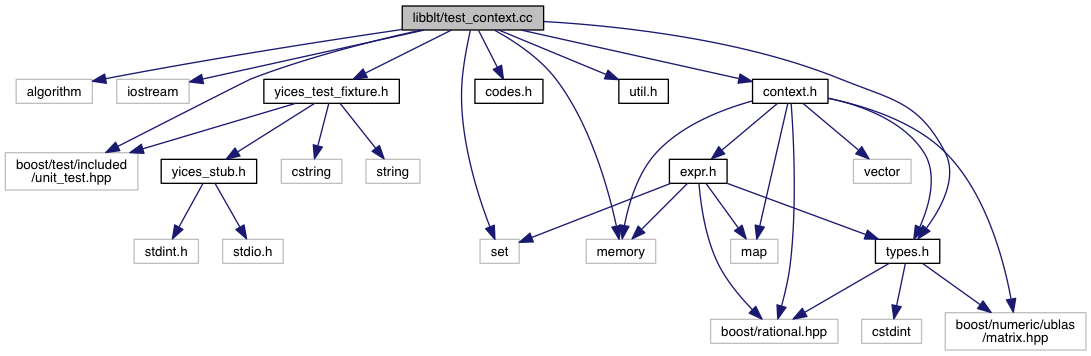 libblt/test_context.cc
algorithm
iostream
yices_test_fixture.h
codes.h
util.h
context.h
boost/test/included
/unit_test.hpp
yices_stub.h
cstring
string
expr.h
vector
stdint.h
stdio.h
set
memory
map
types.h
boost/rational.hpp
cstdint
boost/numeric/ublas
/matrix.hpp